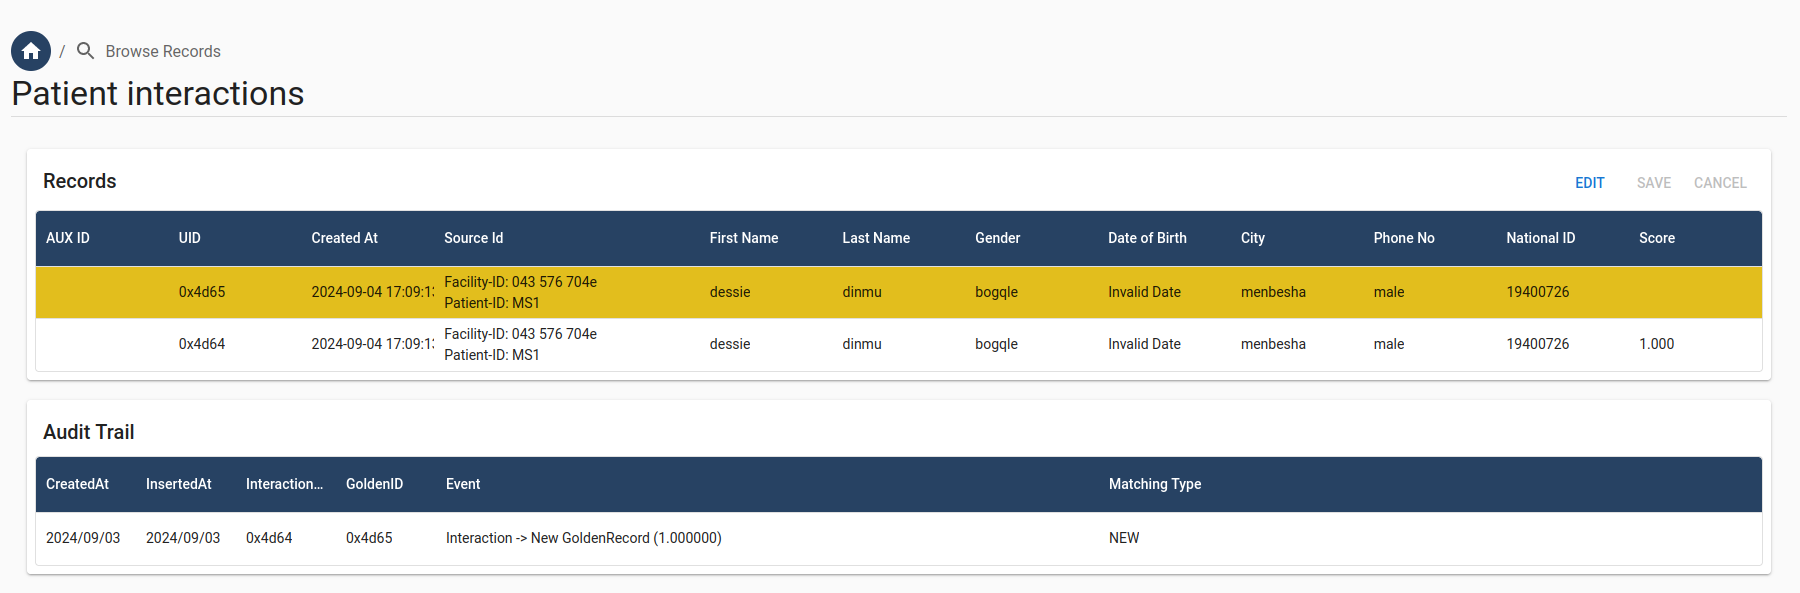 / Browse Records
Patient interactions
Records
EDIT SAVE CANCEL
AUX ID UID Created At Source Id First Name Last Name Gender Date of Birth City Phone No National ID Score
0x4d65 2024-09-04 17:09:1 Facility-ID: 043 576 704e dessie dinmu bogqle Invalid Date menbesha male 19400726
Patient-ID: MS1
0x4d64 2024-09-04 17:09:1 Facility-ID: 043 576 704e dessie dinmu bogqle Invalid Date menbesha male 19400726 1.000
Patient-ID: MS1
Audit Trail
CreatedAt InsertedAt Interaction... GoldenID Event Matching Type
2024/09/03 2024/09/03 0x4d64 0x4d65 Interaction -> New GoldenRecord (1.000000) NEW